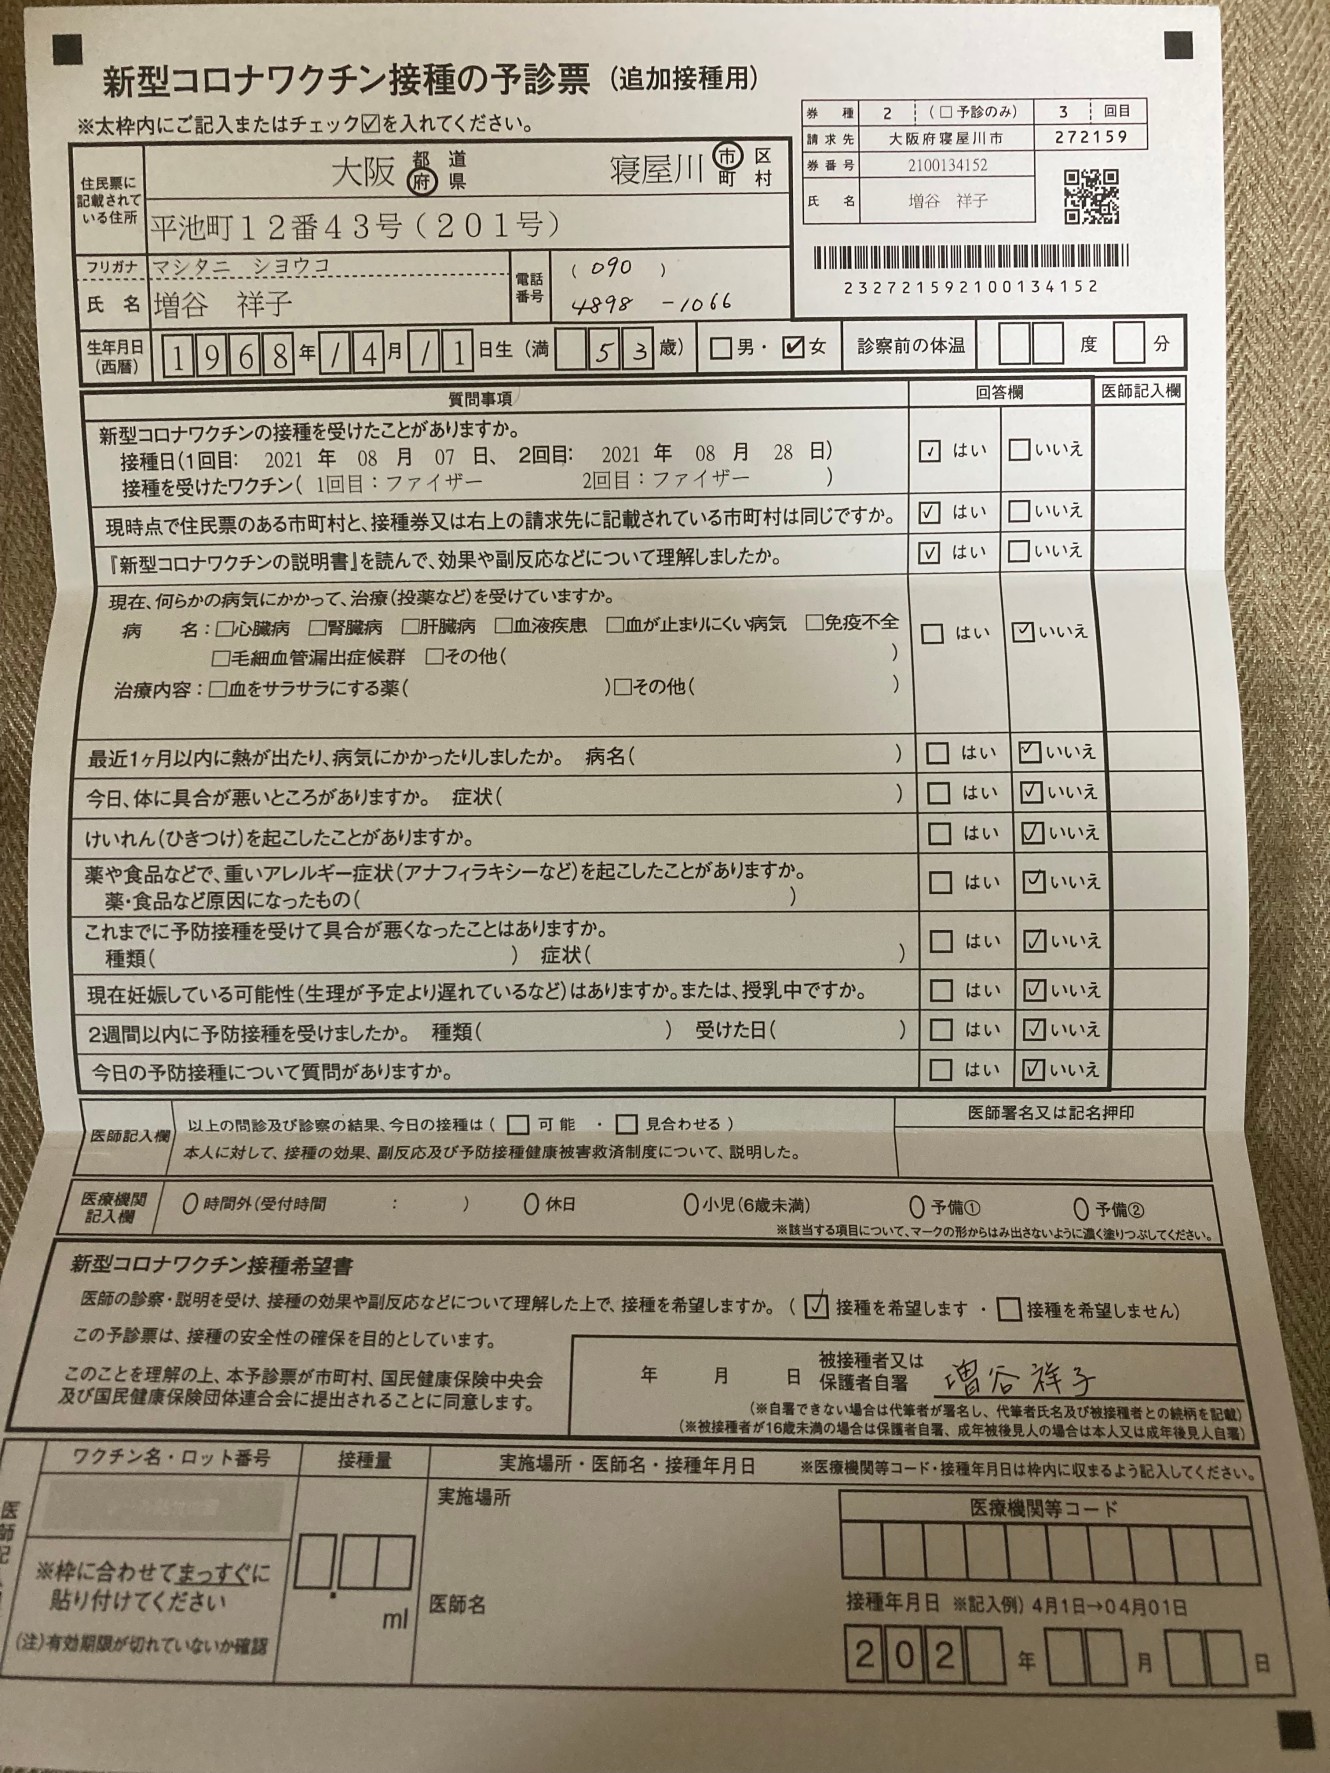 新型コロナワクチン接種の予診票（追加接種用）
※太枠内にご記入またはチェック☑を入れてください。
券種 2 （□予診のみ） 3 回目
請求先 大阪府寝屋川市 272159
券番号 2100134152
氏名 増谷 祥子
232721592100134152
住民票に記載されている住所 大阪 都道府県 寝屋川 市区町村
平池町１２番４３号（２０１号）
フリガナ マシタニ シヨウコ
氏名 増谷 祥子
電話番号 （090）
4898-1066
生年月日（西暦） 1968年/4月/1日生（満 53歳） □男・☑女 診察前の体温 度 分
質問事項 回答欄 医師記入欄
新型コロナワクチンの接種を受けたことがありますか。
接種日（1回目： 2021 年 08 月 07 日、 2回目： 2021 年 08 月 28 日） ☑はい □いいえ
接種を受けたワクチン（ 1回目：ファイザー 2回目：ファイザー ）
現時点で住民票のある市町村と、接種券又は右上の請求先に記載されている市町村は同じですか。 ☑はい □いいえ
『新型コロナワクチンの説明書』を読んで、効果や副反応などについて理解しましたか。 ☑はい □いいえ
現在、何らかの病気にかかって、治療（投薬など）を受けていますか。
病名：□心臓病 □腎臓病 □肝臓病 □血液疾患 □血が止まりにくい病気 □免疫不全 □はい ☑いいえ
□毛細血管漏出症候群 □その他（ ）
治療内容：□血をサラサラにする薬（ ）□その他（ ）
最近1ヶ月以内に熱が出たり、病気にかかったりしましたか。 病名（ ） □はい ☑いいえ
今日、体に具合が悪いところがありますか。 症状（ ） □はい ☑いいえ
けいれん（ひきつけ）を起こしたことがありますか。 □はい ☑いいえ
薬や食品などで、重いアレルギー症状（アナフィラキシーなど）を起こしたことがありますか。 □はい ☑いいえ
薬・食品など原因になったもの（ ）
これまでに予防接種を受けて具合が悪くなったことはありますか。 □はい ☑いいえ
種類（ ） 症状（ ）
現在妊娠している可能性（生理が予定より遅れているなど）はありますか。または、授乳中ですか。 □はい ☑いいえ
2週間以内に予防接種を受けましたか。 種類（ ） 受けた日（ ） □はい ☑いいえ
今日の予防接種について質問がありますか。 □はい ☑いいえ
医師記入欄 以上の問診及び診察の結果、今日の接種は（ □可能 ・ □見合わせる ） 医師署名又は記名押印
本人に対して、接種の効果、副反応及び予防接種健康被害救済制度について、説明した。
医療機関記入欄 時間外（受付時間 ： ） 休日 小児（6歳未満） 予備① 予備②
※該当する項目について、マークの形からはみ出さないように濃く塗りつぶしてください。
新型コロナワクチン接種希望書
医師の診察・説明を受け、接種の効果や副反応などについて理解した上で、接種を希望しますか。（☑接種を希望します ・ □接種を希望しません）
この予診票は、接種の安全性の確保を目的としています。
このことを理解の上、本予診票が市町村、国民健康保険中央会
及び国民健康保険団体連合会に提出されることに同意します。
年 月 日 被接種者又は保護者自署 増谷祥子
（※自署できない場合は代筆者が署名し、代筆者氏名及び被接種者との続柄を記載）
（※被接種者が16歳未満の場合は保護者自署、成年被後見人の場合は本人又は成年後見人自署）
ワクチン名・ロット番号 接種量 実施場所・医師名・接種年月日 ※医療機関等コード・接種年月日は枠内に収まるよう記入してください。
実施場所 医療機関等コード
※枠に合わせてまっすぐに
貼り付けてください
（注）有効期限が切れていないか確認
ml
医師名
接種年月日 ※記入例）4月1日→04月01日
202 年 月 日